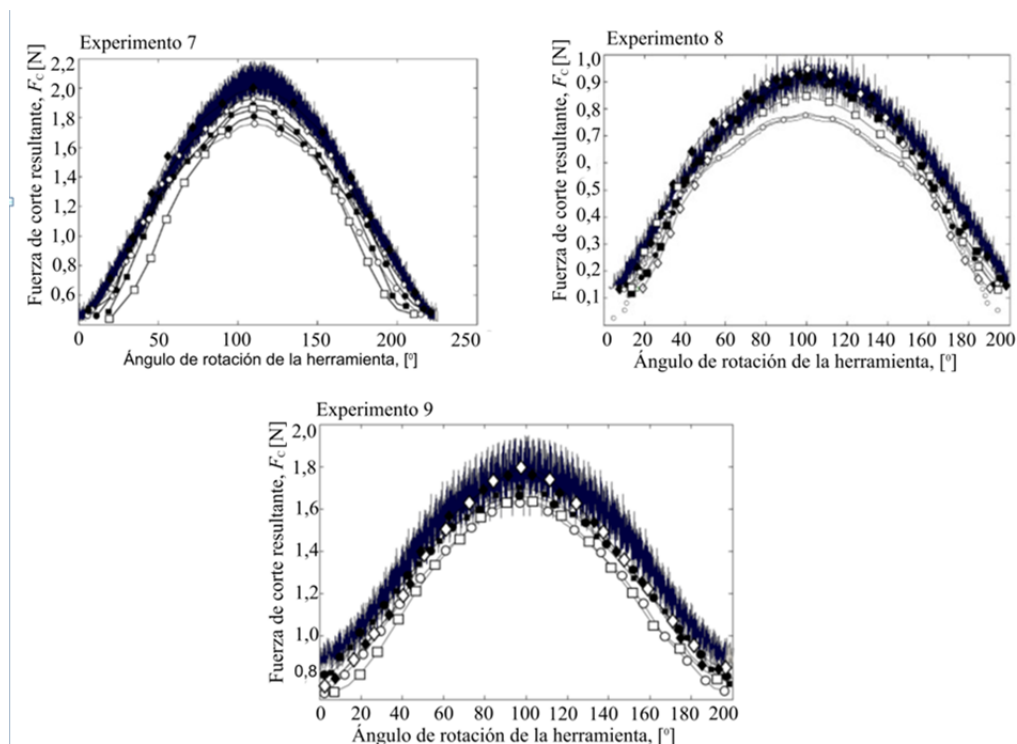 Experimento 7
Fuerza de corte resultante, Fc [N]
2,2
2,0
1,8
1,6
1,4
1,2
1,0
0,8
0,6
0 50 100 150 200 250
Ángulo de rotación de la herramienta, [º]
Experimento 8
Fuerza de corte resultante, Fc [N]
1,0
0,9
0,8
0,7
0,
0,5
0,4
0,3
0,2
0,1
0 20 40 60 80 100 120 140 160 180 200
Ángulo de rotación de la herramienta, [º]
Experimento 9
Fuerza de corte resultante, Fc [N]
2,0
1,8
1,6
1,4
1,2
1,0
0,8
0 20 40 60 80 100 120 140 160 180 200
Ángulo de rotación de la herramienta, [º]